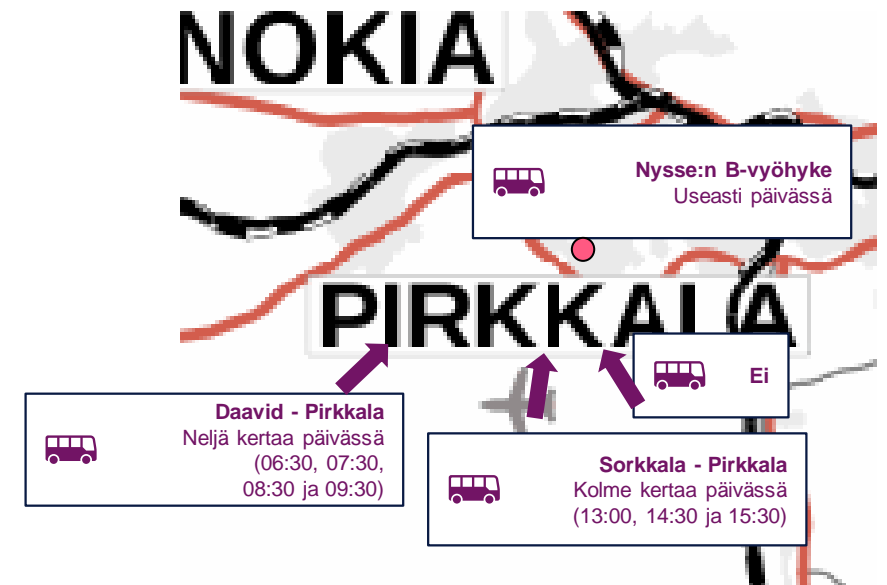 NOKIA
Nysse:n B-vyöhyke
Useasti päivässä
PIRKKALA
Ei
Daavid - Pirkkala
Neljä kertaa päivässä
(06:30, 07:30,
08:30 ja 09:30)
Sorkkala - Pirkkala
Kolme kertaa päivässä
(13:00, 14:30 ja 15:30)